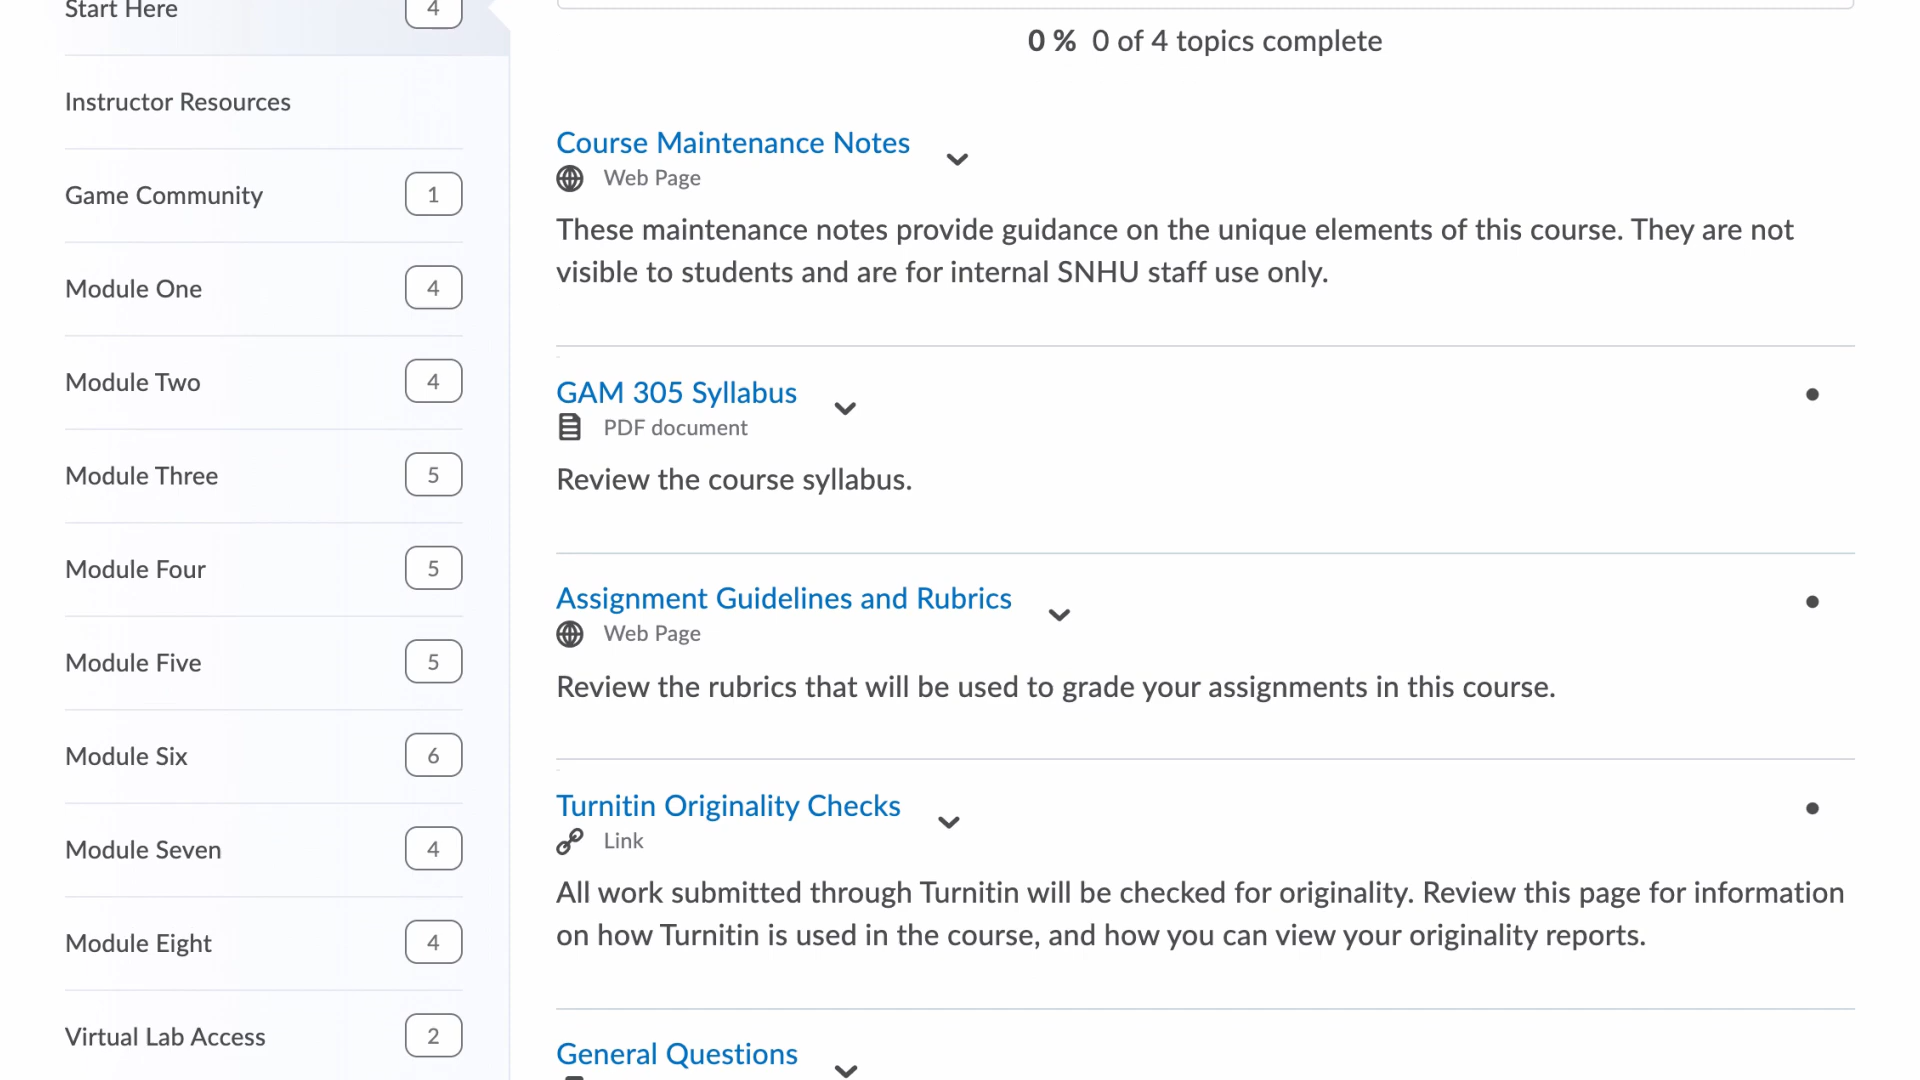 Start Here
4
Instructor Resources
Game Community
1
Module One
4
Module Two
4
Module Three
5
Module Four
5
Module Five
5
Module Six
6
Module Seven
4
Module Eight
4
Virtual Lab Access
2
0 % 0 of 4 topics complete
Course Maintenance Notes
Web Page
These maintenance notes provide guidance on the unique elements of this course. They are not
visible to students and are for internal SNHU staff use only.
GAM 305 Syllabus
PDF document
Review the course syllabus.
Assignment Guidelines and Rubrics
Web Page
Review the rubrics that will be used to grade your assignments in this course.
Turnitin Originality Checks
Link
All work submitted through Turnitin will be checked for originality. Review this page for information
on how Turnitin is used in the course, and how you can view your originality reports.
General Questions